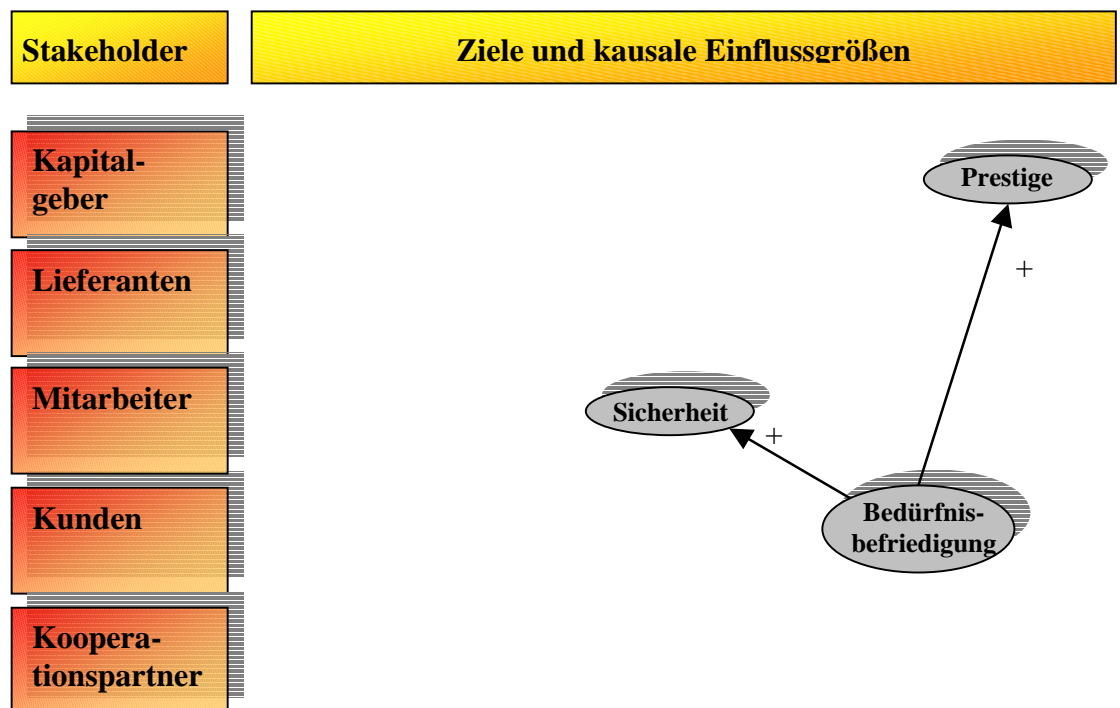 Stakeholder
Ziele und kausale Einflussgrößen
Kapital-
geber
Prestige
+
Lieferanten
Mitarbeiter
Sicherheit
+
Kunden
Bedürfnis-
befriedigung
Koopera-
tionspartner